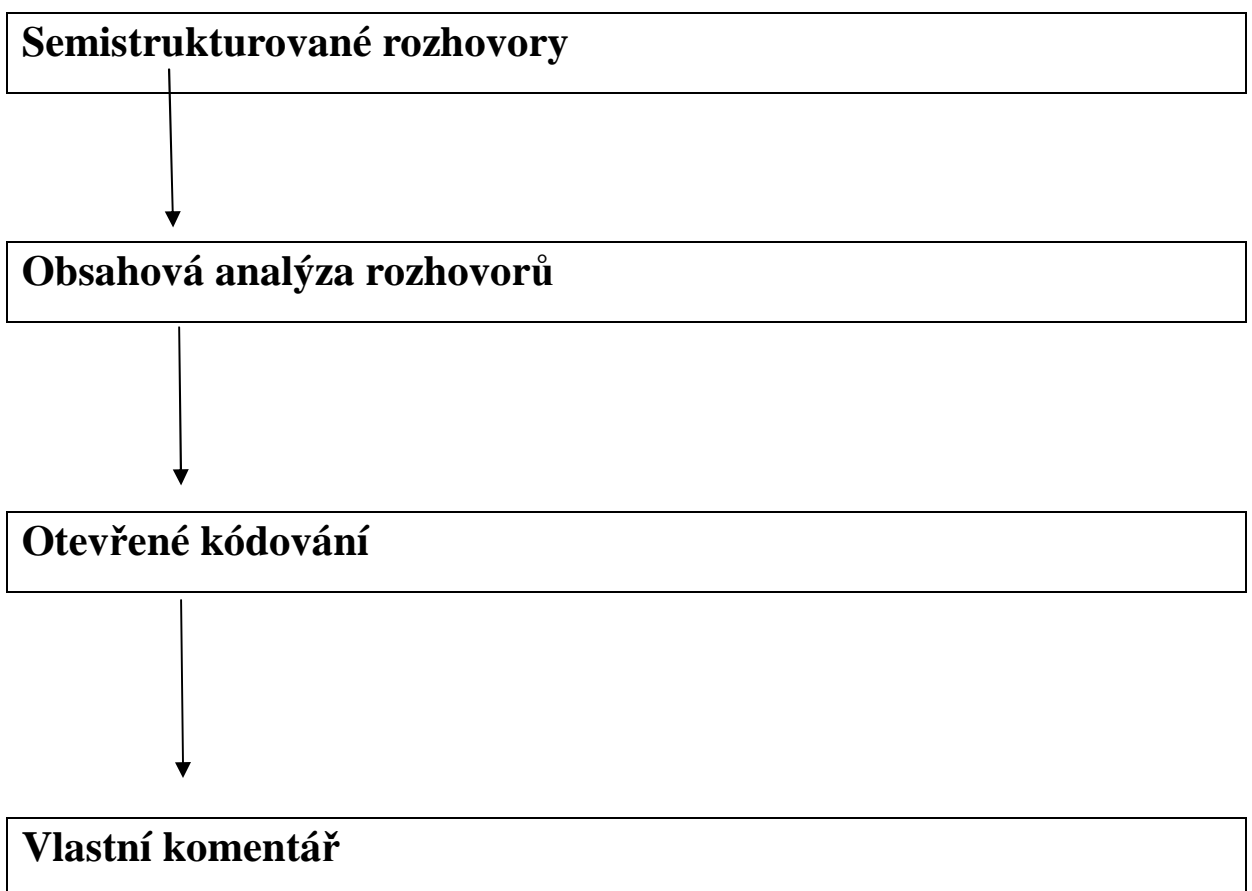 Semistrukturované rozhovory
Obsahová analýza rozhovorů
Otevřené kódování
Vlastní komentář